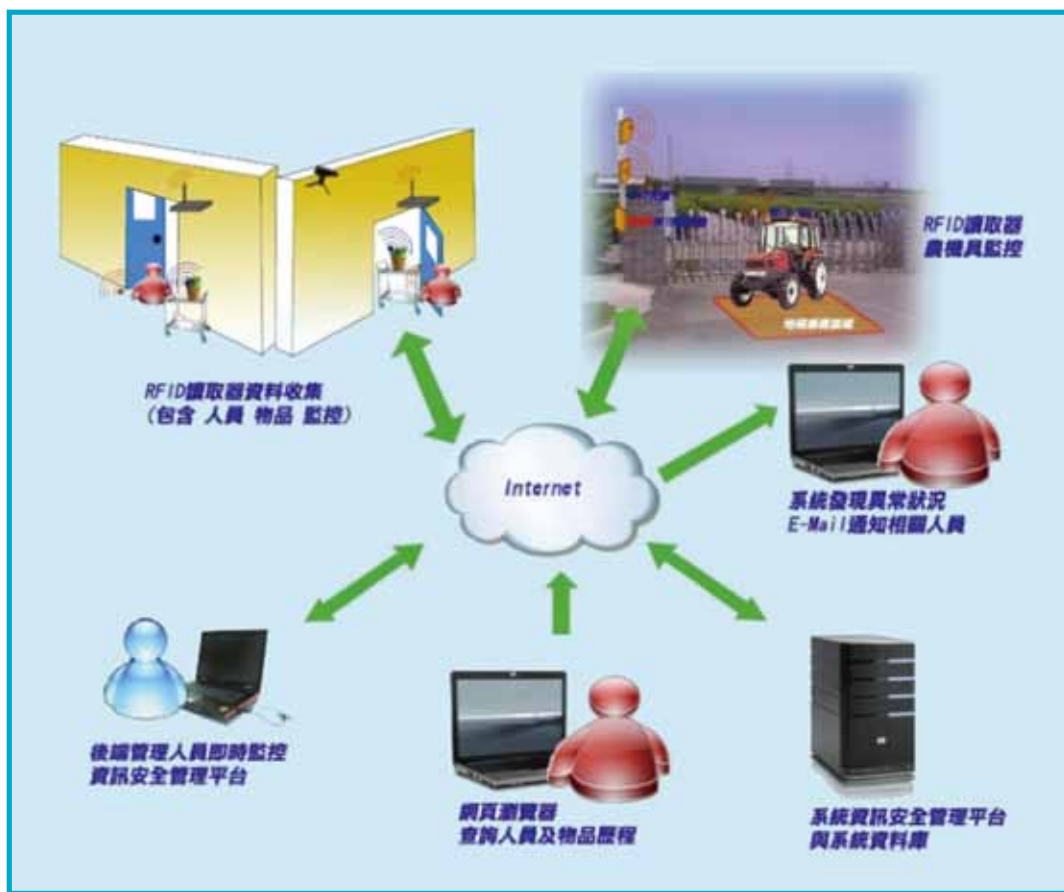 RFID讀取器
農機具監控
RFID讀取器資料收集
(包含 人員 物品 監控)
Internet
系統發現異常狀況
E-Mail通知相關人員
後端管理人員即時監控
資訊安全管理平台
網頁瀏覽器
查詢人員及物品歷程
系統資訊安全管理平台
與系統資料庫